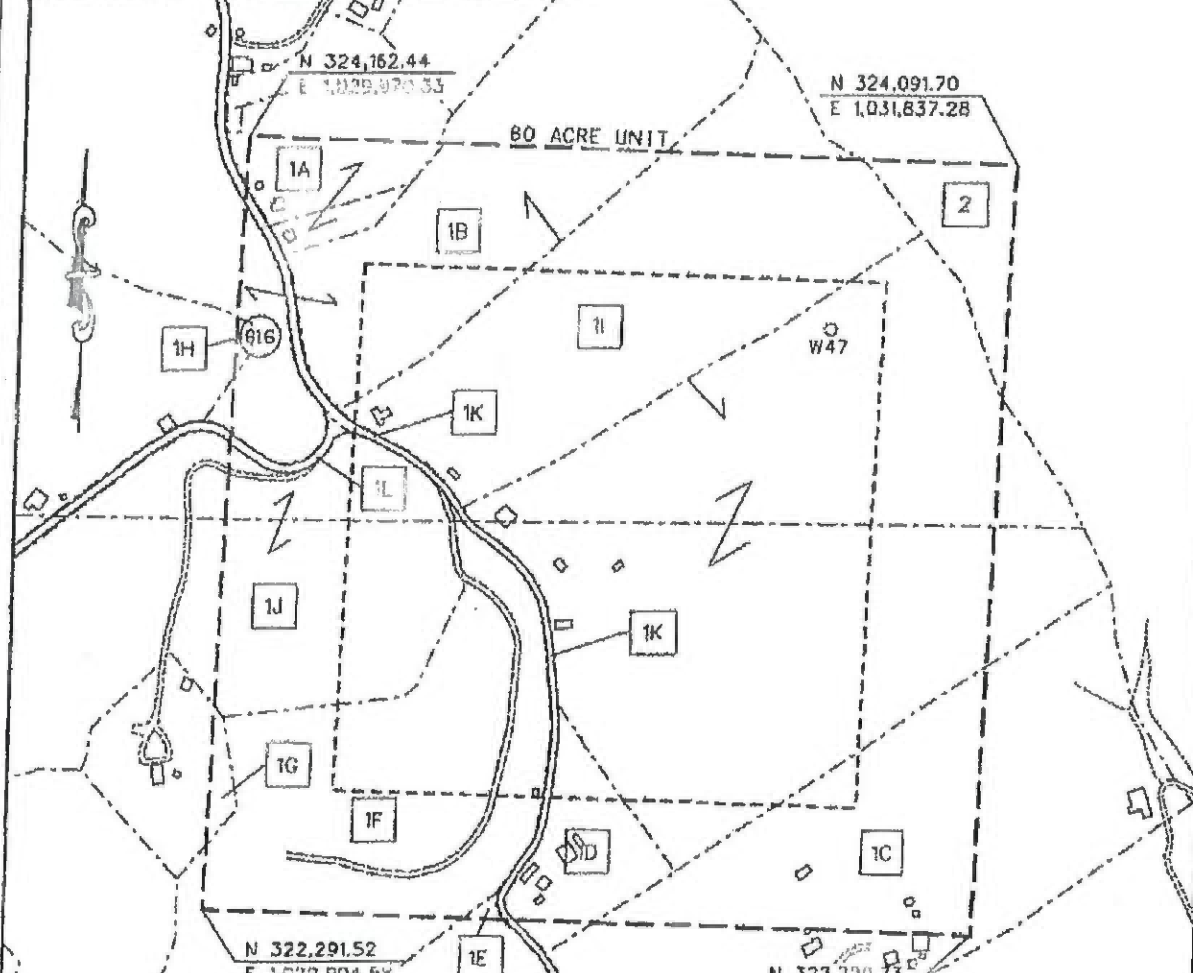 N 324,162.44
N 324,091.70
E 1,031,837.28
80 ACRE UNIT
1A
2
1B
1I
W47
616
1H
1K
1L
1J
1K
1G
1F
1D
1C
N 322,291.52
1E